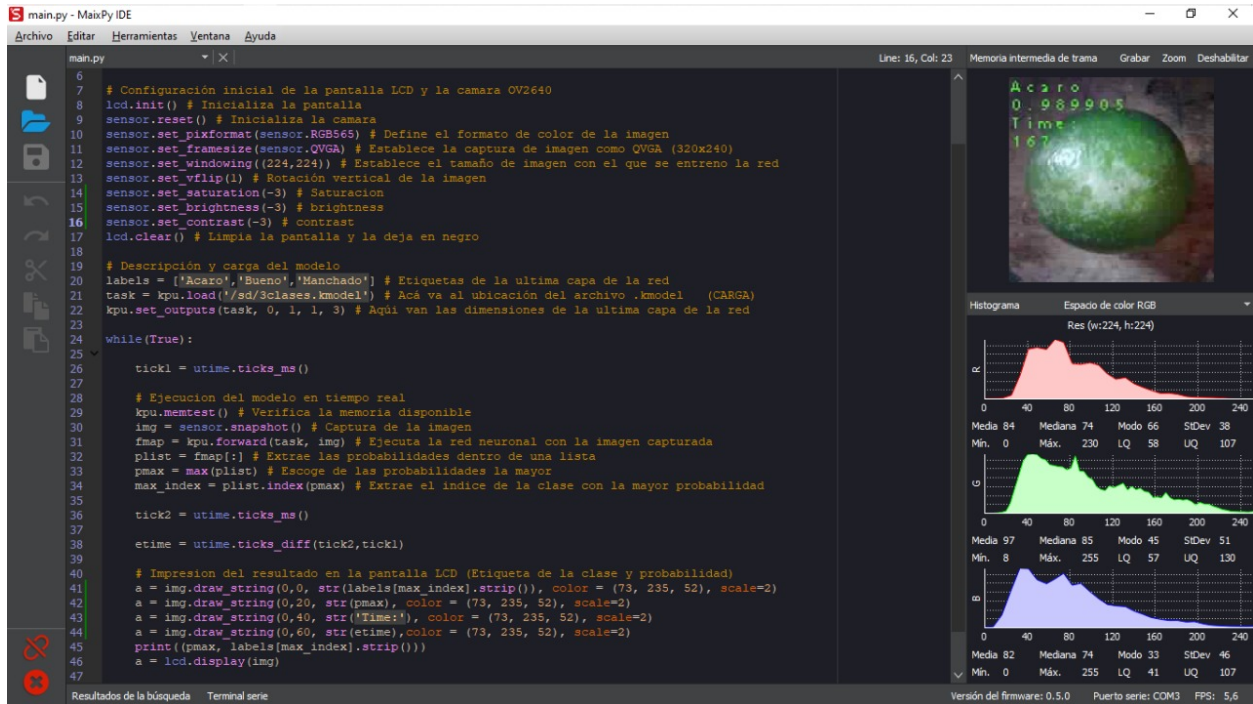 main.py - MaixPy IDE
Archivo Editar Herramientas Ventana Ayuda
main.py Line: 16, Col: 23
6
7 # Configuración inicial de la pantalla LCD y la camara OV2640
8 lcd.init() # Inicializa la pantalla
9 sensor.reset() # Inicializa la camara
10 sensor.set_pixformat(sensor.RGB565) # Define el formato de color de la imagen
11 sensor.set_framesize(sensor.QVGA) # Establece la captura de imagen como QVGA (320x240)
12 sensor.set_windowing((224,224)) # Establece el tamaño de imagen con el que se entreno la red
13 sensor.set_vflip(1) # Rotación vertical de la imagen
14 sensor.set_saturation(-3) # Saturacion
15 sensor.set_brightness(-3) # brightness
16 sensor.set_contrast(-3) # contrast
17 lcd.clear() # Limpia la pantalla y la deja en negro
18
19 # Descripción y carga del modelo
20 labels = ['Acaro','Bueno','Manchado'] # Etiquetas de la ultima capa de la red
21 task = kpu.load('/sd/3clases.kmodel') # Acá va al ubicación del archivo .kmodel (CARGA)
22 kpu.set_outputs(task, 0, 1, 1, 3) # Aqúi van las dimensiones de la ultima capa de la red
23
24 while(True):
25
26 tick1 = utime.ticks_ms()
27
28 # Ejecucion del modelo en tiempo real
29 kpu.memtest() # Verifica la memoria disponible
30 img = sensor.snapshot() # Captura de la imagen
31 fmap = kpu.forward(task, img) # Ejecuta la red neuronal con la imagen capturada
32 plist = fmap[:] # Extrae las probabilidades dentro de una lista
33 pmax = max(plist) # Escoge de las probabilidades la mayor
34 max_index = plist.index(pmax) # Extrae el indice de la clase con la mayor probabilidad
35
36 tick2 = utime.ticks_ms()
37
38 etime = utime.ticks_diff(tick2,tick1)
39
40 # Impresion del resultado en la pantalla LCD (Etiqueta de la clase y probabilidad)
41 a = img.draw_string(0,0, str(labels[max_index].strip()), color = (73, 235, 52), scale=2)
42 a = img.draw_string(0,20, str(pmax), color = (73, 235, 52), scale=2)
43 a = img.draw_string(0,40, str('Time:'), color = (73, 235, 52), scale=2)
44 a = img.draw_string(0,60, str(etime),color = (73, 235, 52), scale=2)
45 print((pmax, labels[max_index].strip()))
46 a = lcd.display(img)
47
Resultados de la búsqueda Terminal serie
Memoria intermedia de trama Grabar Zoom Deshabilitar
Acaro
0.989905
Time:
167
Histograma Espacio de color RGB
Res (w:224, h:224)
R
0 40 80 120 160 200 240
Media 84 Mediana 74 Modo 66 StDev 38
Mín. 0 Máx. 230 LQ 58 UQ 107
G
0 40 80 120 160 200 240
Media 97 Mediana 85 Modo 45 StDev 51
Mín. 8 Máx. 255 LQ 57 UQ 130
B
0 40 80 120 160 200 240
Media 82 Mediana 74 Modo 33 StDev 46
Mín. 0 Máx. 255 LQ 41 UQ 107
Versión del firmware: 0.5.0 Puerto serie: COM3 FPS: 5,6